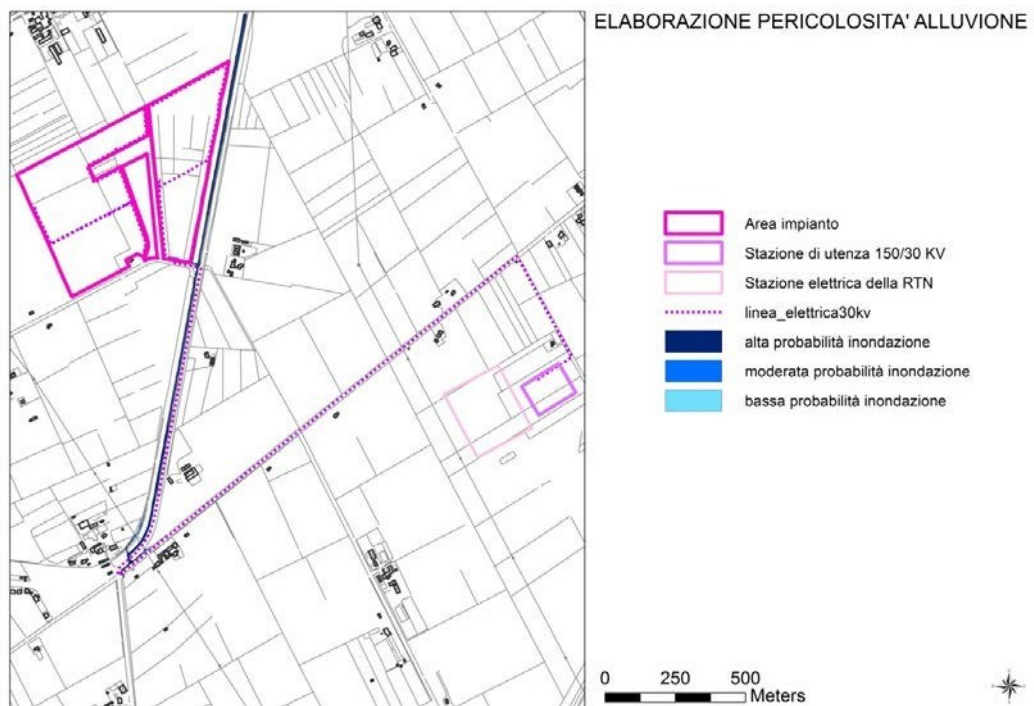 ELABORAZIONE PERICOLOSITA' ALLUVIONE
Area impianto
Stazione di utenza 150/30 KV
Stazione elettrica della RTN
linea_elettrica30kv
alta probabilità inondazione
moderata probabilità inondazione
bassa probabilità inondazione
0 250 500
Meters